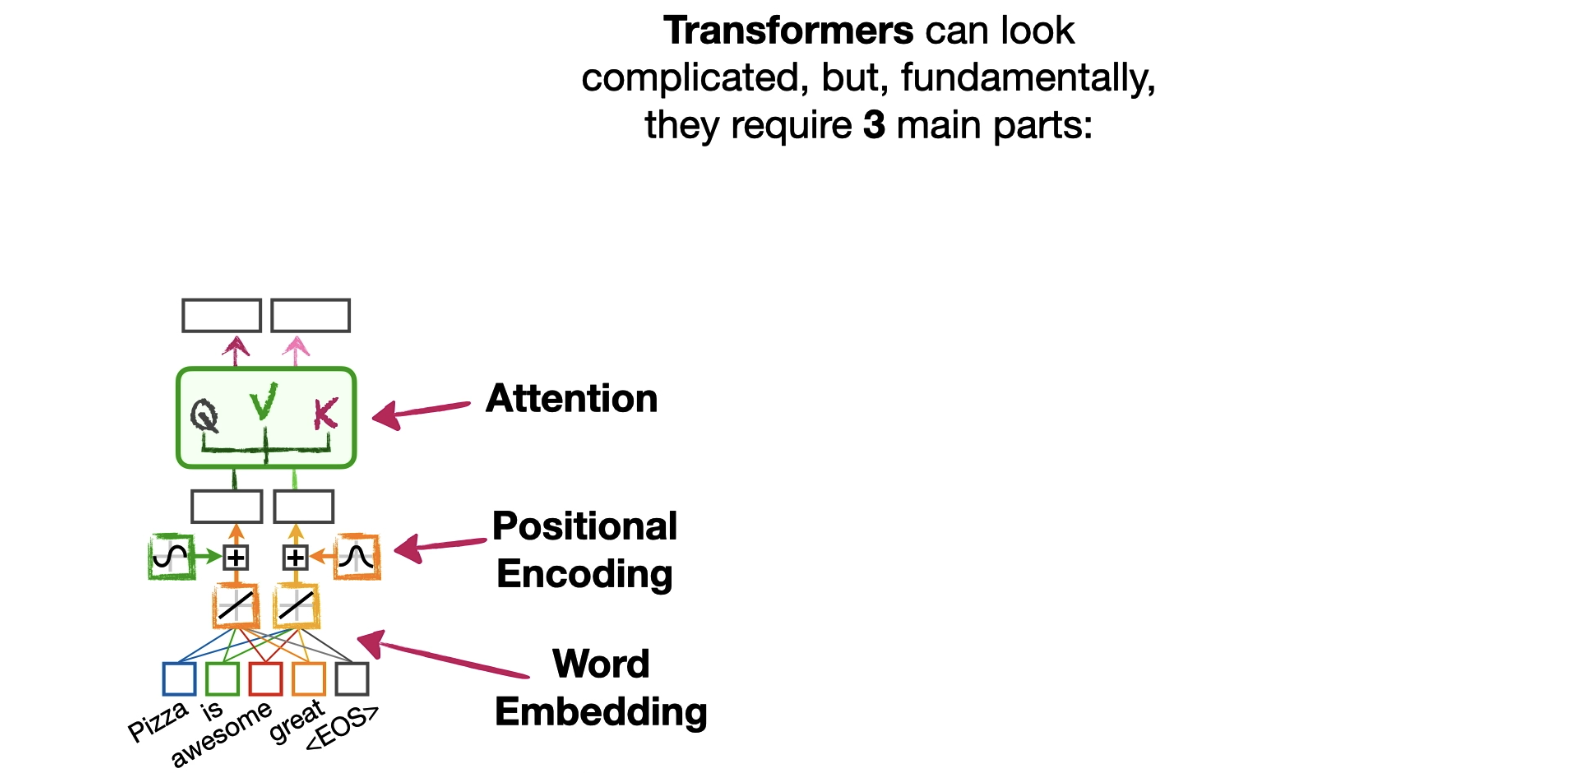 Transformers can look
complicated, but, fundamentally,
they require 3 main parts:
Q V K
Attention
Positional
Encoding
+ +
Word
Embedding
Pizza is awesome great <EOS>